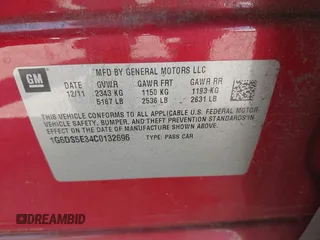 GM
MFD BY GENERAL MOTORS LLC
DATE GVWR GAWR FRT GAWR RR
12/11 2343 KG 1150 KG 1193 KG
5167 LB 2536 LB 2631 LB
THIS VEHICLE CONFORMS TO ALL APPLICABLE U.S. FEDERAL MOTOR
VEHICLE SAFETY, BUMPER, AND THEFT PREVENTION STANDARDS IN
EFFECT ON THE DATE OF MANUFACTURE SHOWN ABOVE.
1G6DS5E34C0132696 TYPE: PASS CAR
DREAMBID